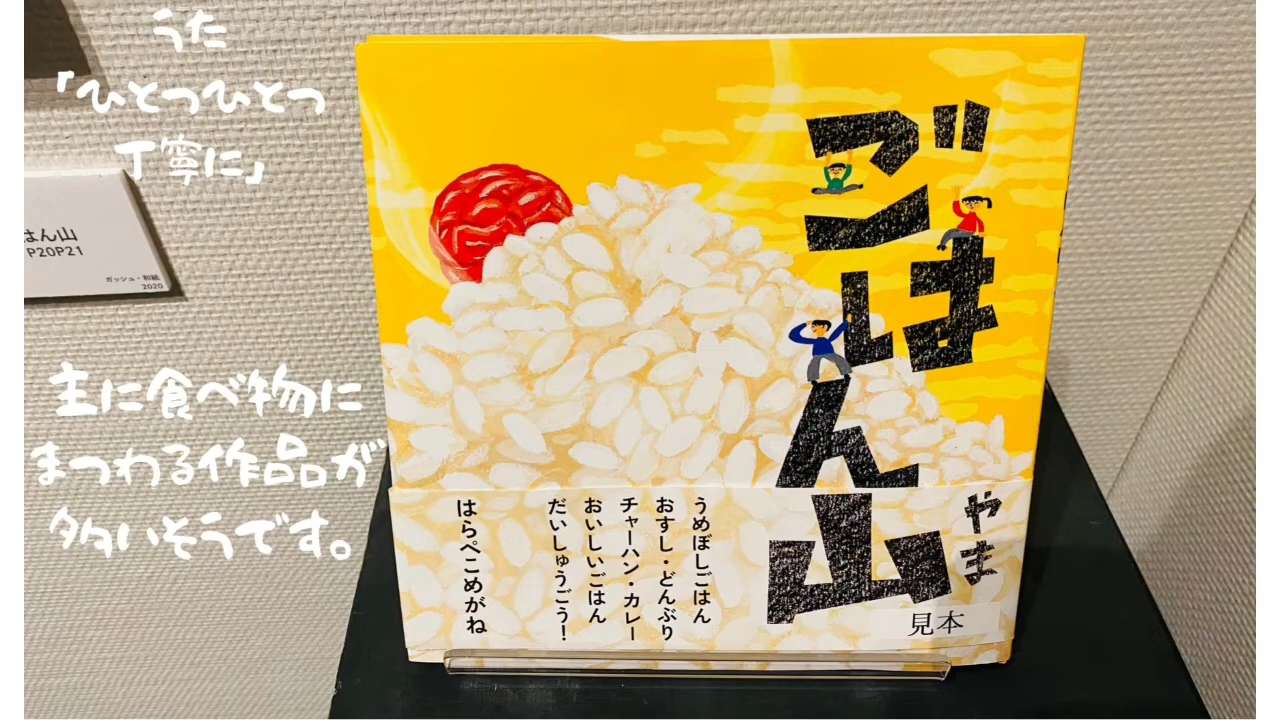 うた
「ひとつひとつ
丁寧に」
はん山
P20P21
ガッシュ・和紙
2020
主に食べ物に
まつわる作品が
多いそうです。
ごはん山
やま
うめぼしごはん
おすし・どんぶり
チャーハン・カレー
おいしいごはん
だいしゅうごう!
はらぺこめがね
見本